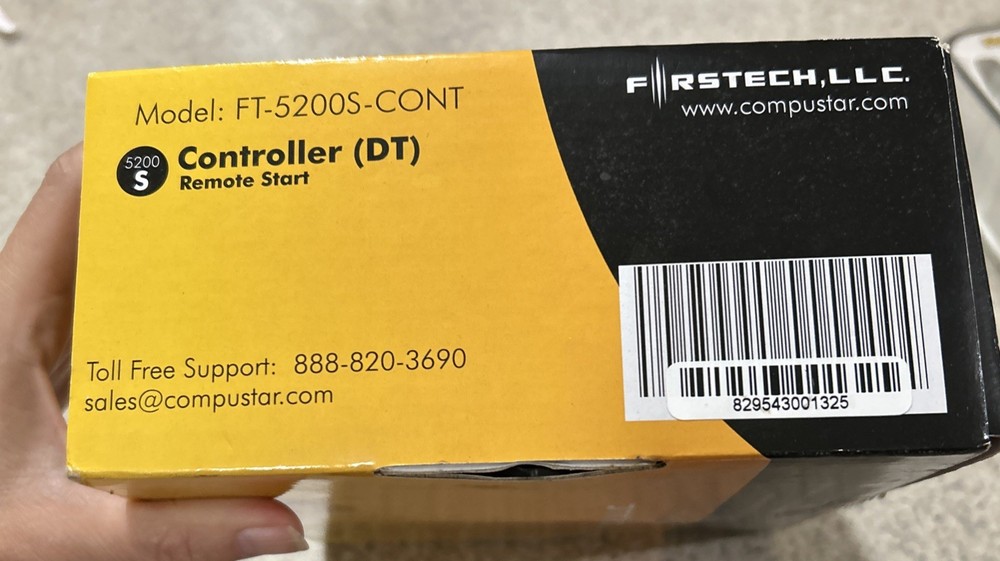 Model: FT-5200S-CONT
5200
S
Controller (DT)
Remote Start
FIRSTECH,LLC.
www.compustar.com
Toll Free Support: 888-820-3690
sales@compustar.com
829543001325